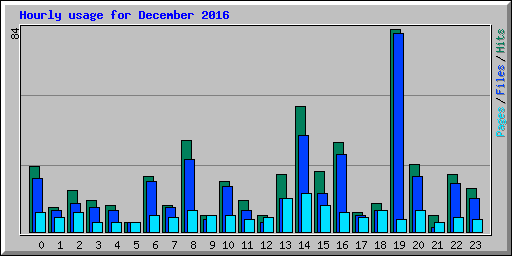 Hourly usage for December 2016
84
Pages/Files/Hits
0 1 2 3 4 5 6 7 8 9 10 11 12 13 14 15 16 17 18 19 20 21 22 23